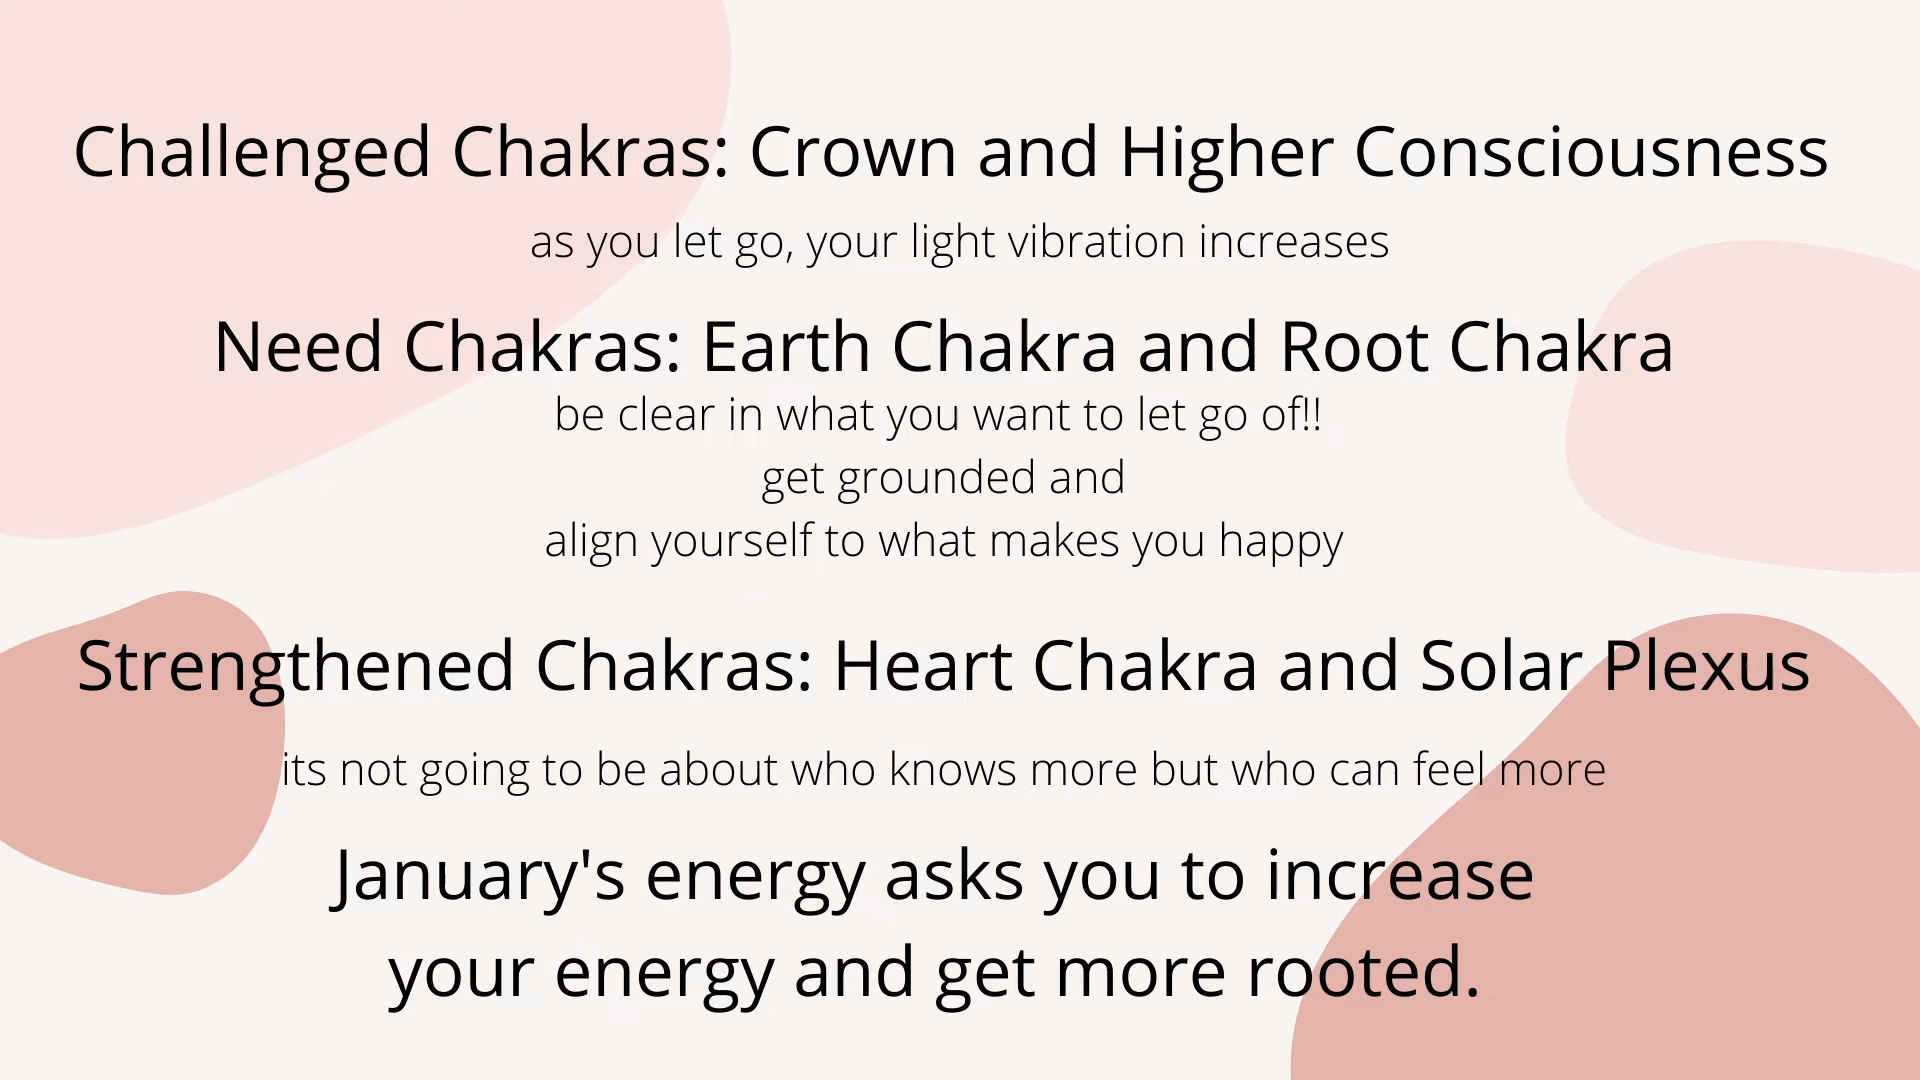 Challenged Chakras: Crown and Higher Consciousness
as you let go, your light vibration increases
Need Chakras: Earth Chakra and Root Chakra
be clear in what you want to let go of!!
get grounded and
align yourself to what makes you happy
Strengthened Chakras: Heart Chakra and Solar Plexus
its not going to be about who knows more but who can feel more
January's energy asks you to increase
your energy and get more rooted.